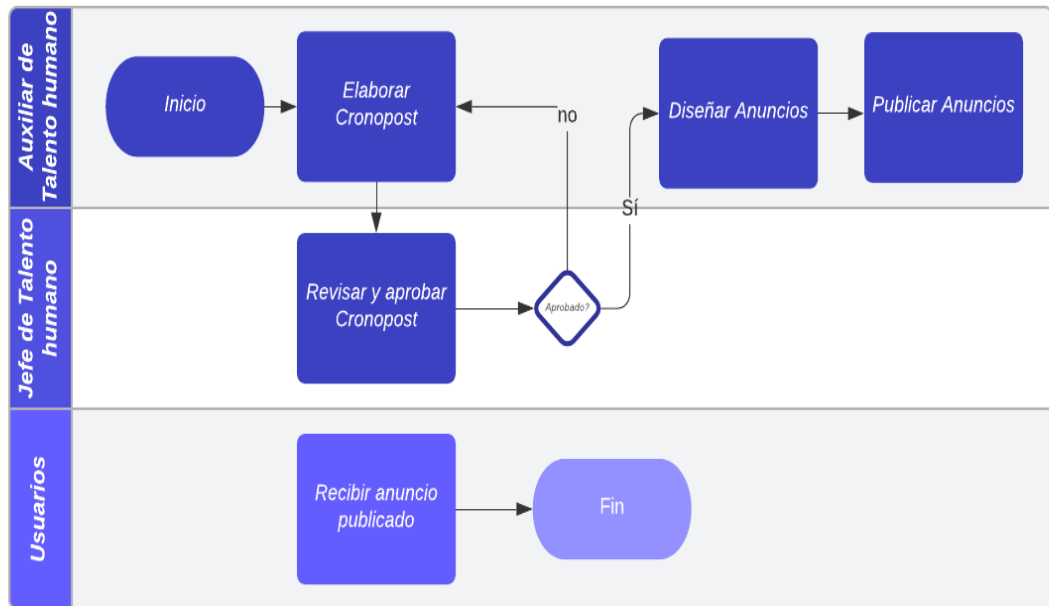 Auxiliar de
Talento humano
Inicio
Elaborar
Cronopost
no
Diseñar Anuncios
Publicar Anuncios
Sí
Jefe de Talento
humano
Revisar y aprobar
Cronopost
Aprobado?
Usuarios
Recibir anuncio
publicado
Fin